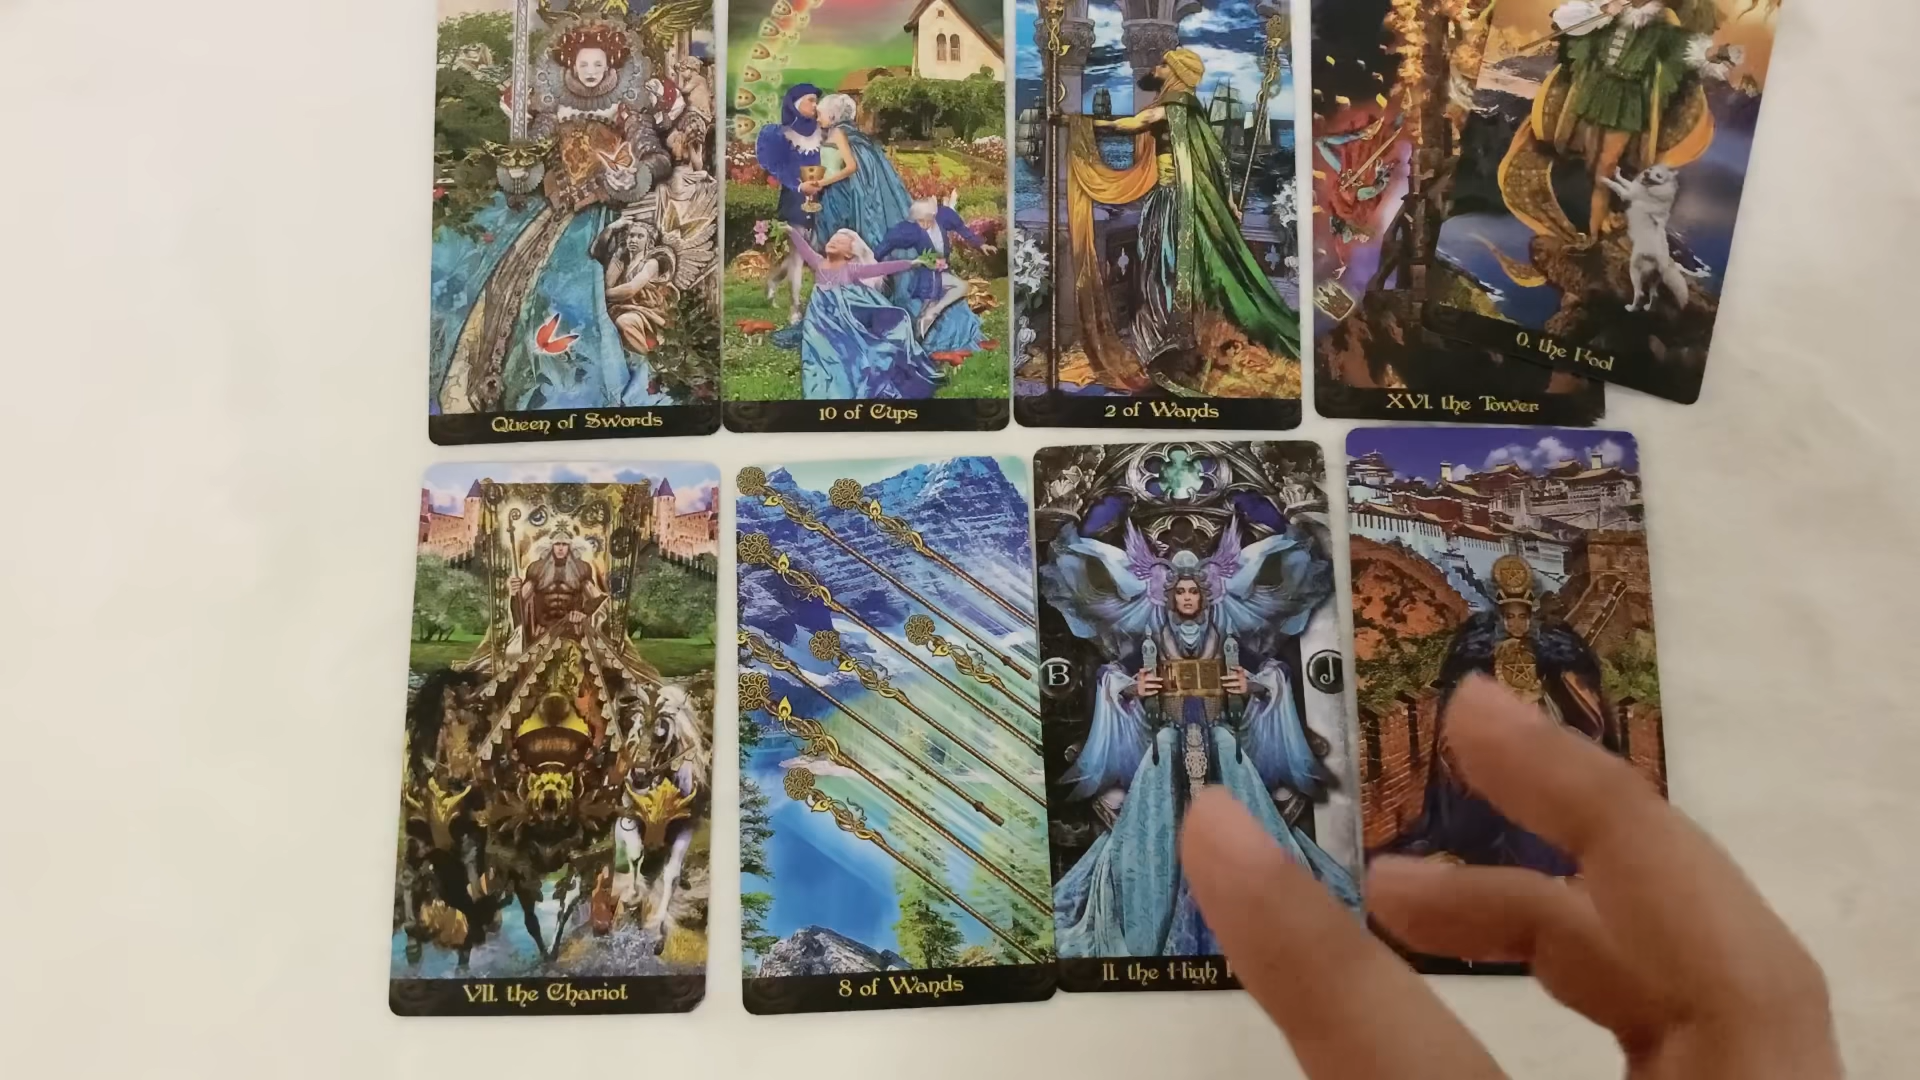 Queen of Swords
10 of Cups
2 of Wands
XVI. the Tower
0. the Fool
B
J
VII. the Chariot
8 of Wands
II. the High